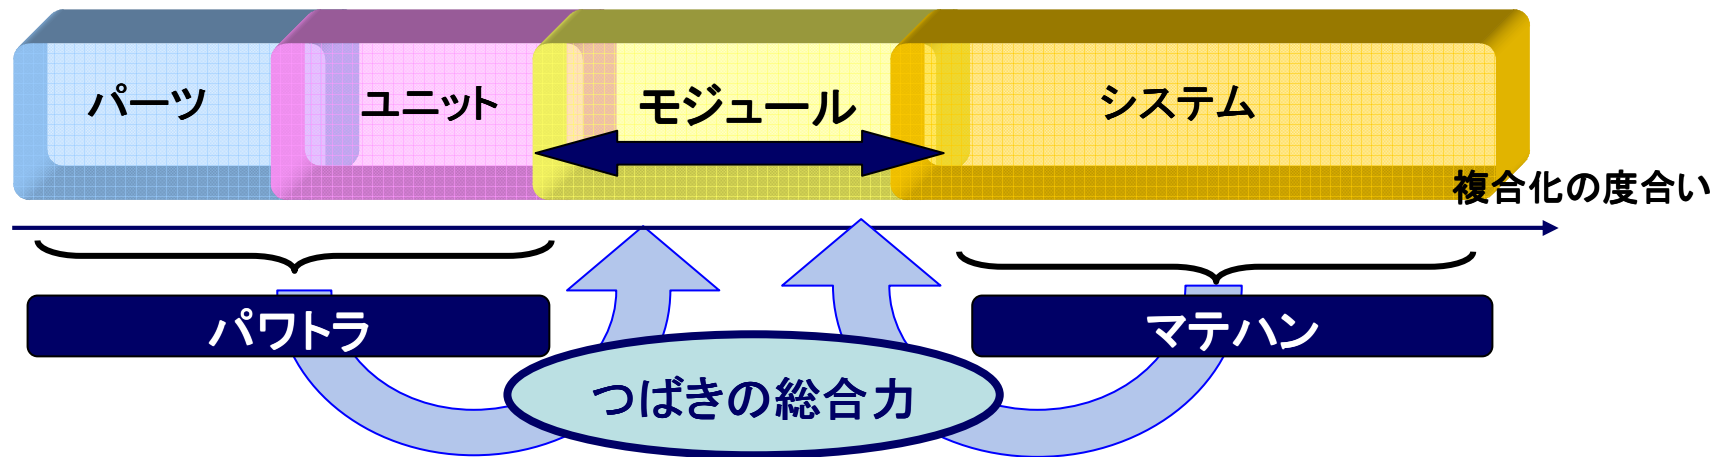 パーツ
ユニット
モジュール
システム
複合化の度合い
パワトラ
マテハン
つばきの総合力